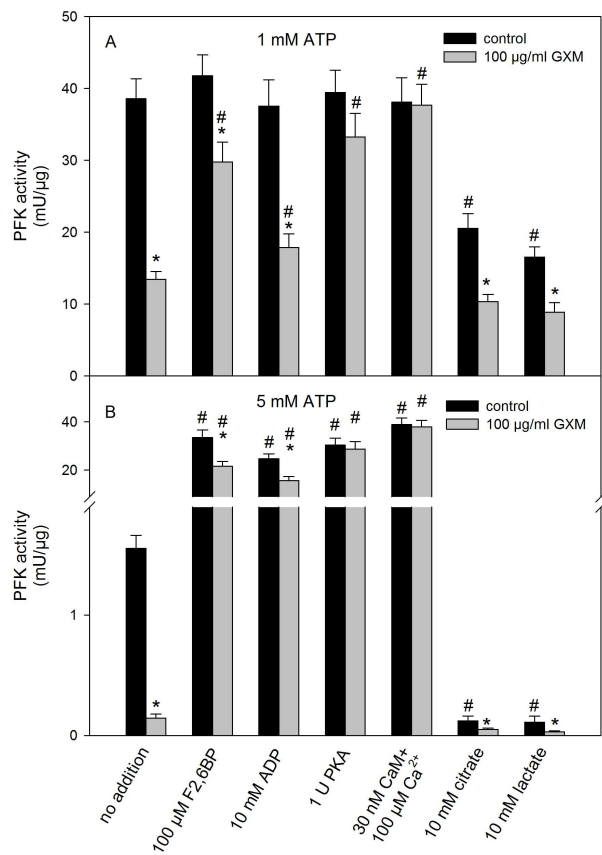 50
A
1 mM ATP
control
100 µg/ml GXM
40
30
20
10
0
PFK activity
(mU/µg)
#
*
*
#
*
#
*
#
#
#
*
#
*
B
5 mM ATP
control
100 µg/ml GXM
40
20
1
0
PFK activity
(mU/µg)
*
#
#
*
#
#
*
#
#
#
#
#
*
#
*
no addition
100 µM F2,6BP
10 mM ADP
1 U PKA
30 nM CaM+
100 µM Ca2+
10 mM citrate
10 mM lactate